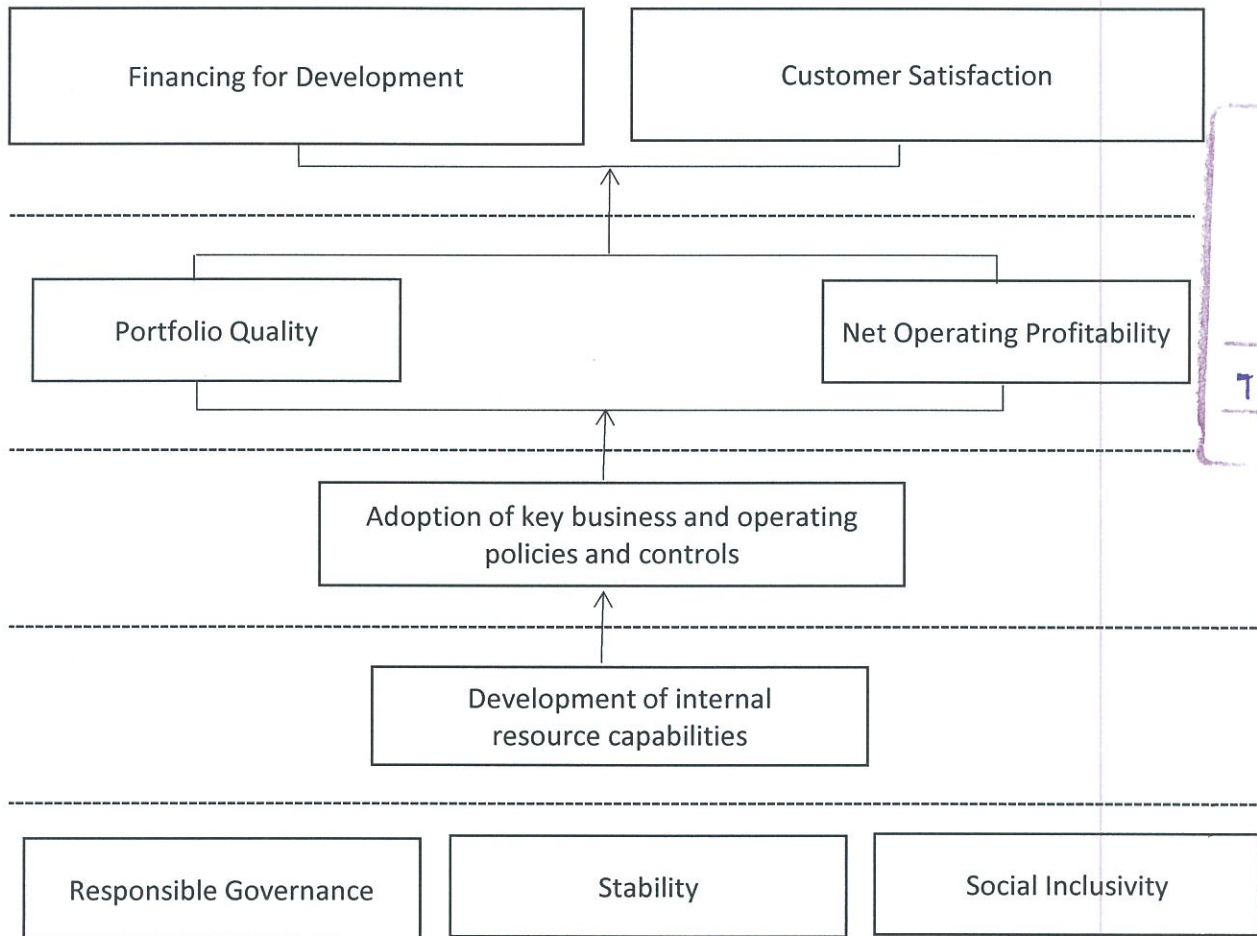 Financing for Development
Customer Satisfaction
Portfolio Quality
Net Operating Profitability
Adoption of key business and operating
policies and controls
Development of internal
resource capabilities
Responsible Governance
Stability
Social Inclusivity